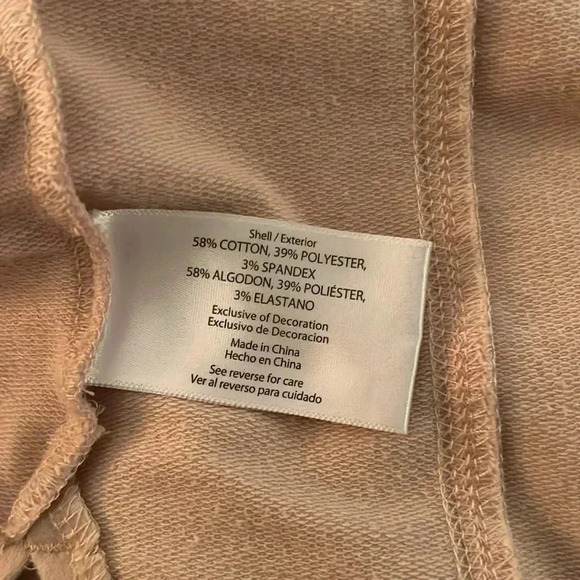 Shell / Exterior
58% COTTON, 39% POLYESTER,
3% SPANDEX
58% ALGODON, 39% POLIÉSTER,
3% ELASTANO
Exclusive of Decoration
Exclusivo de Decoracion
Made in China
Hecho en China
See reverse for care
Ver al reverso para cuidado